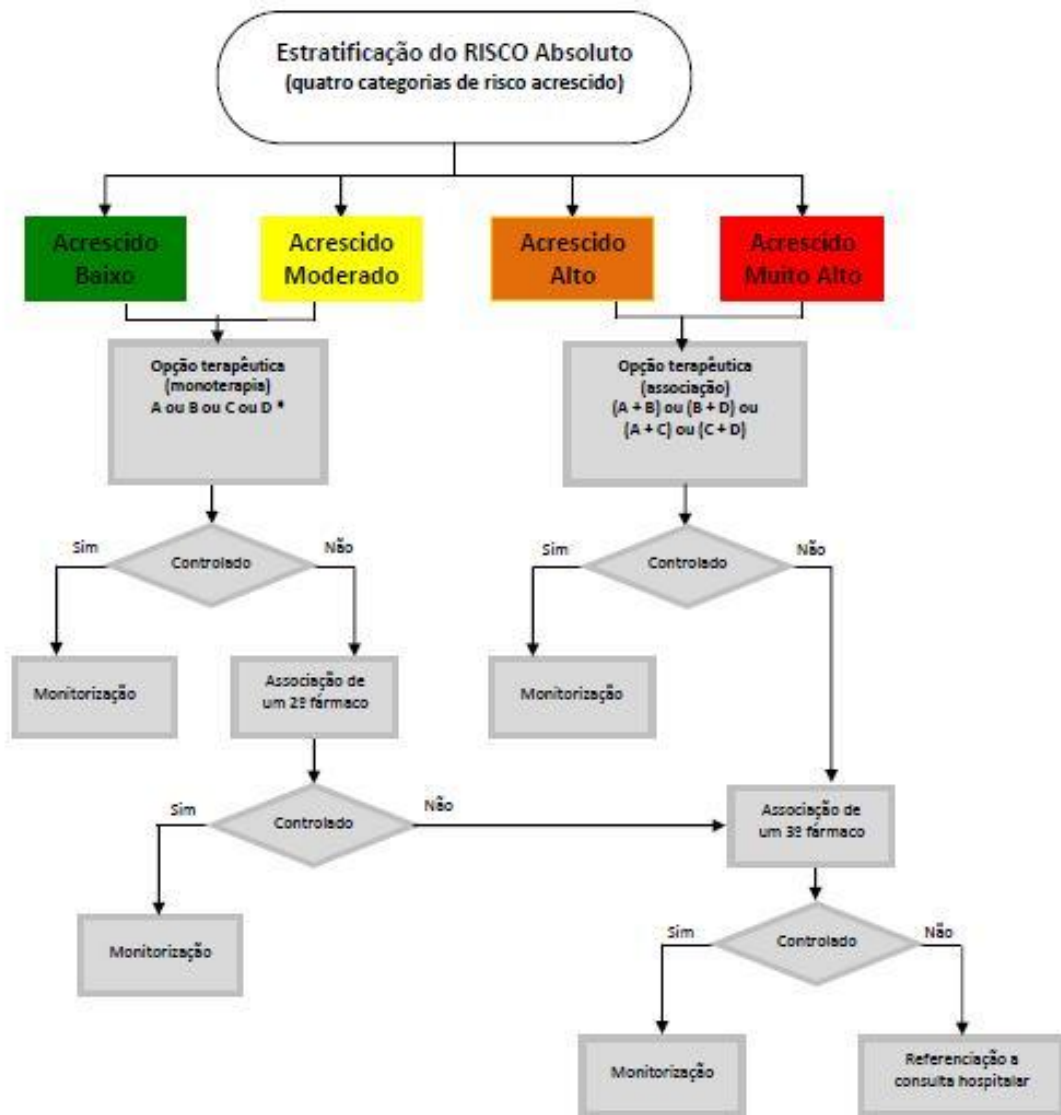 Estratificação do RISCO Absoluto
(quatro categorias de risco acrescido)
Acrescido
Baixo
Acrescido
Moderado
Acrescido
Alto
Acrescido
Muito Alto
Opção terapêutica
(monoterapia)
A ou B ou C ou D *
Opção terapêutica
(associação)
(A + B) ou (B + D) ou
(A + C) ou (C + D)
Sim
Controlado
Não
Sim
Controlado
Não
Monitorização
Associação de
um 2º fármaco
Monitorização
Sim
Controlado
Não
Associação de
um 3º fármaco
Monitorização
Sim
Controlado
Não
Monitorização
Referenciação a
consulta hospitalar